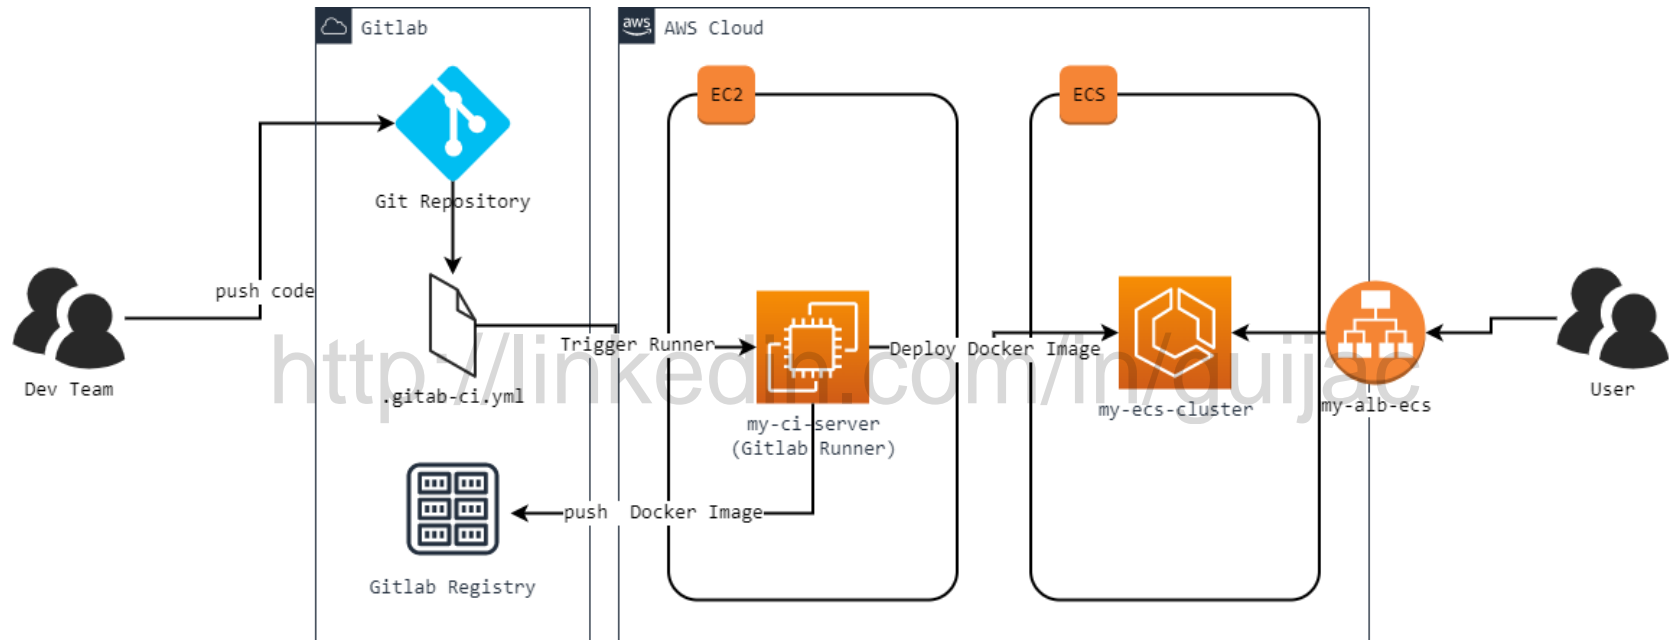 Gitlab
aws
AWS Cloud
EC2
ECS
Git Repository
push code
Trigger Runner
Deploy Docker Image
http://linkedin.com/in/guijac
Dev Team
.gitab-ci.yml
my-ci-server
(Gitlab Runner)
my-ecs-cluster
my-alb-ecs
User
push Docker Image
Gitlab Registry